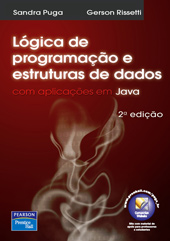 Sandra Puga Gerson Rissetti
Lógica de
programação e
estruturas de dados
com aplicações em Java
2ª edição
PEARSON
Prentice
Hall